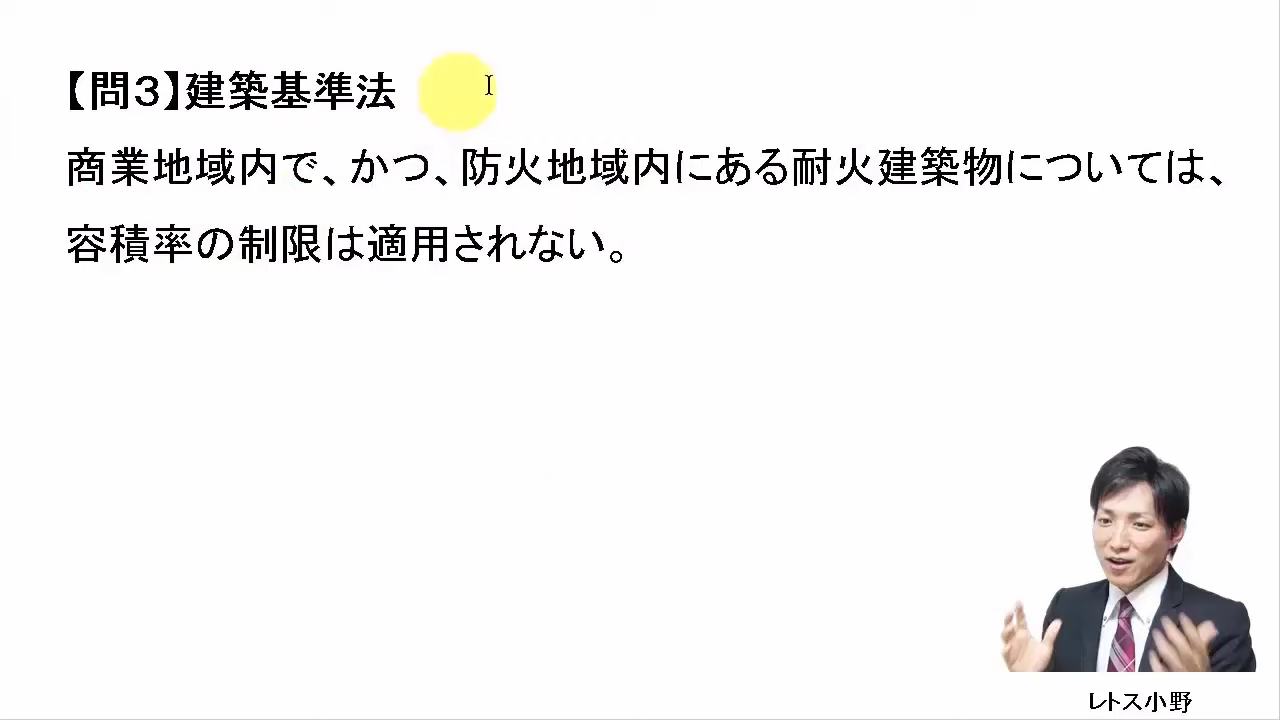 【問３】建築基準法
商業地域内で、かつ、防火地域内にある耐火建築物については、
容積率の制限は適用されない。
レトス小野